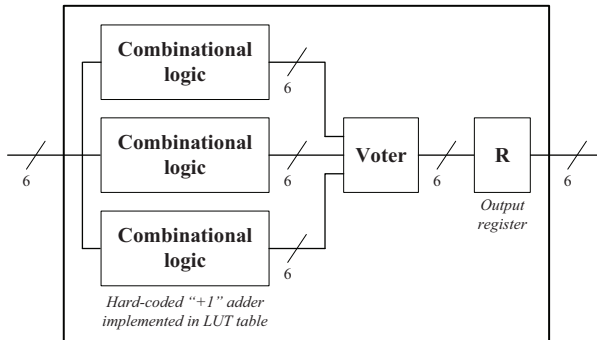 Combinational
logic
6
Combinational
logic
Voter
R
6
6
6
6
Output
register
Combinational
logic
6
Hard-coded “+1” adder
implemented in LUT table